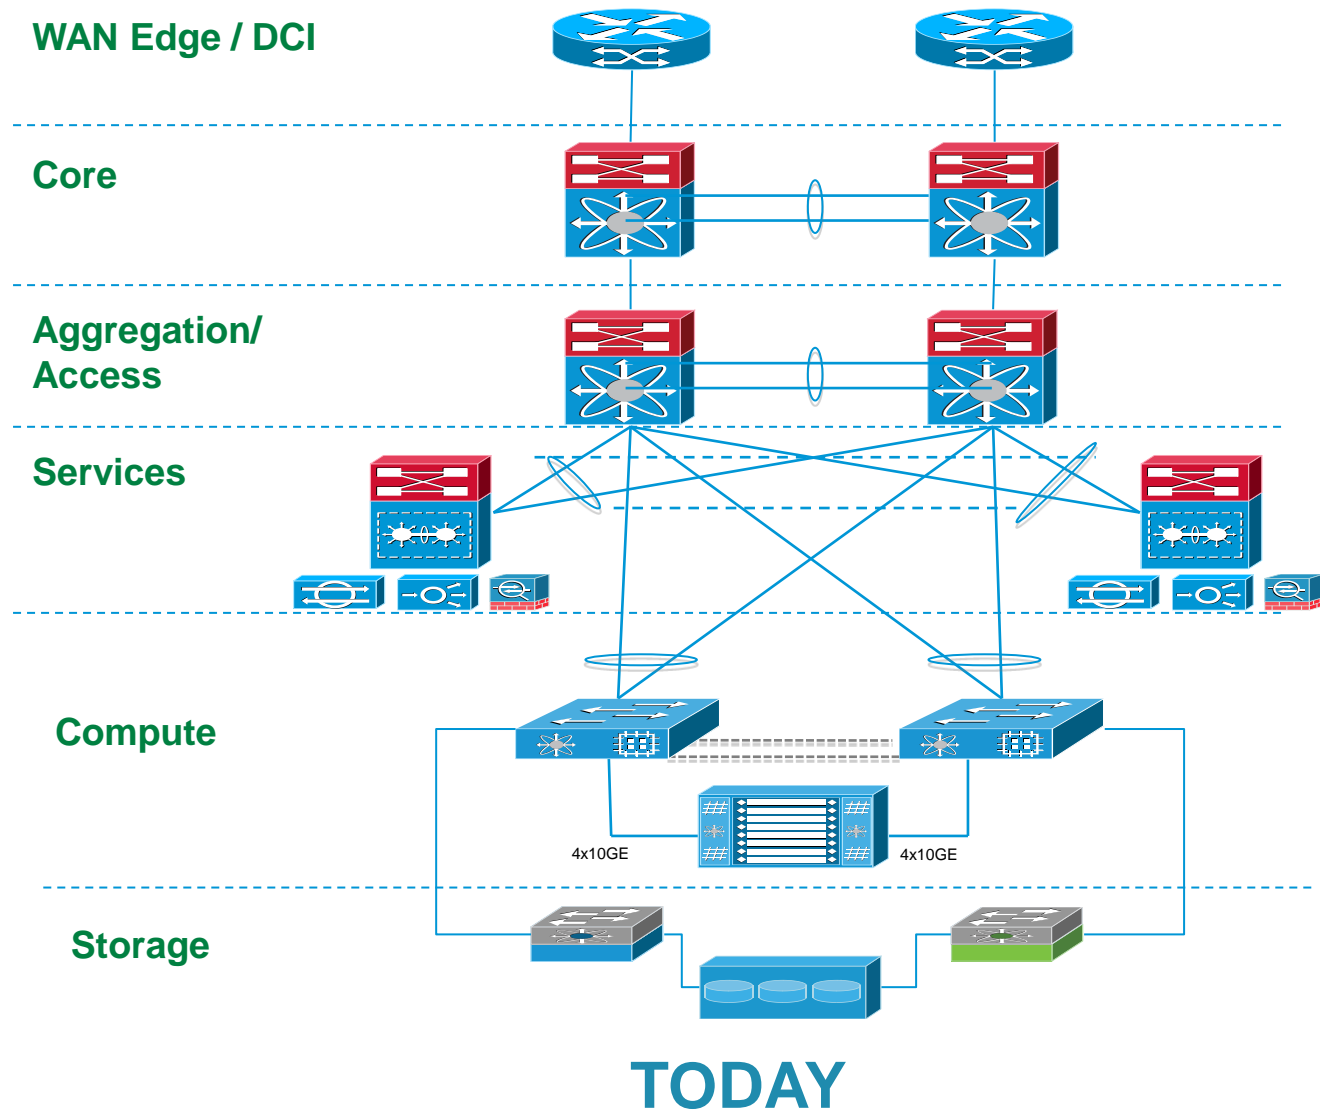 WAN Edge / DCI
Core
Aggregation/
Access
Services
Compute
4x10GE
4x10GE
Storage
TODAY